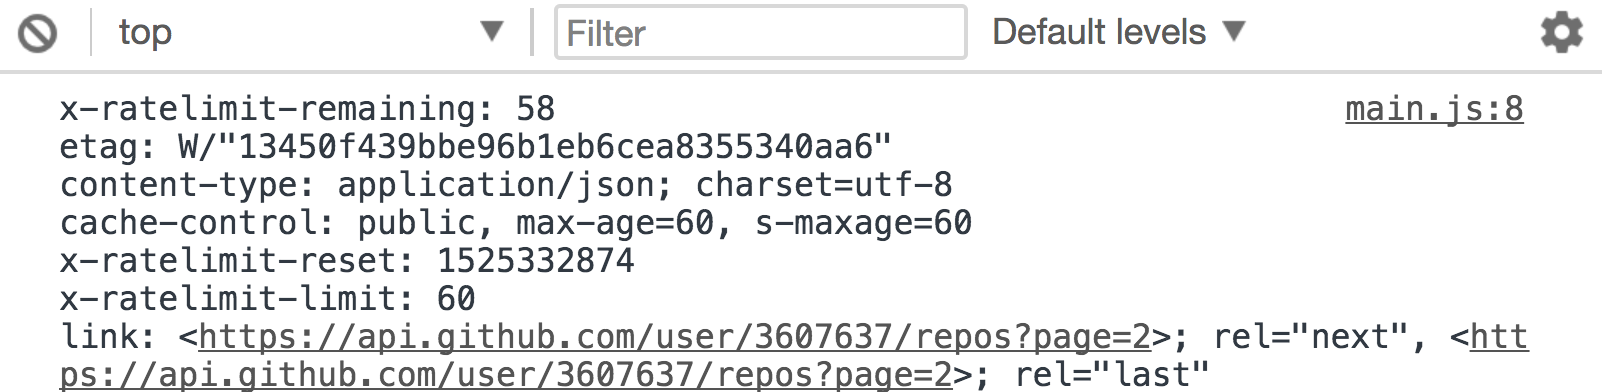 top ▼ Filter Default levels ▼
x-ratelimit-remaining: 58 main.js:8
etag: W/"13450f439bbe96b1eb6cea8355340aa6"
content-type: application/json; charset=utf-8
cache-control: public, max-age=60, s-maxage=60
x-ratelimit-reset: 1525332874
x-ratelimit-limit: 60
link: <https://api.github.com/user/3607637/repos?page=2>; rel="next", <htt
ps://api.github.com/user/3607637/repos?page=2>; rel="last"